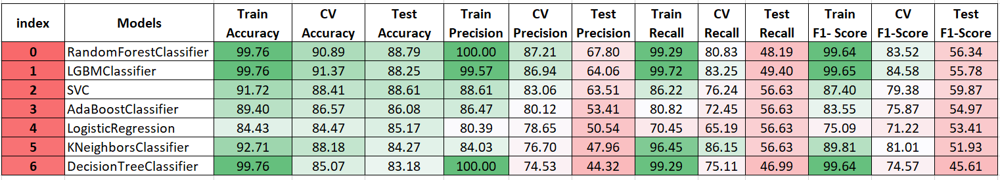 index Models Train Accuracy CV Accuracy Test Accuracy Train Precision CV Precision Test Precision Train Recall CV Recall Test Recall Train F1- Score CV F1-Score Test F1-Score
0 RandomForestClassifier 99.76 90.89 88.79 100.00 87.21 67.80 99.29 80.83 48.19 99.64 83.52 56.34
1 LGBMClassifier 99.76 91.37 88.25 99.57 86.94 64.06 99.72 83.25 49.40 99.65 84.58 55.78
2 SVC 91.72 88.41 88.61 88.61 83.06 63.51 86.22 76.24 56.63 87.40 79.38 59.87
3 AdaBoostClassifier 89.40 86.57 86.08 86.47 80.12 53.41 80.82 72.45 56.63 83.55 75.87 54.97
4 LogisticRegression 84.43 84.47 85.17 80.39 78.65 50.54 70.45 65.19 56.63 75.09 71.22 53.41
5 KNeighborsClassifier 92.71 88.18 84.27 84.03 76.70 47.96 96.45 86.15 56.63 89.81 81.01 51.93
6 DecisionTreeClassifier 99.76 85.07 83.18 100.00 74.53 44.32 99.29 75.11 46.99 99.64 74.57 45.61